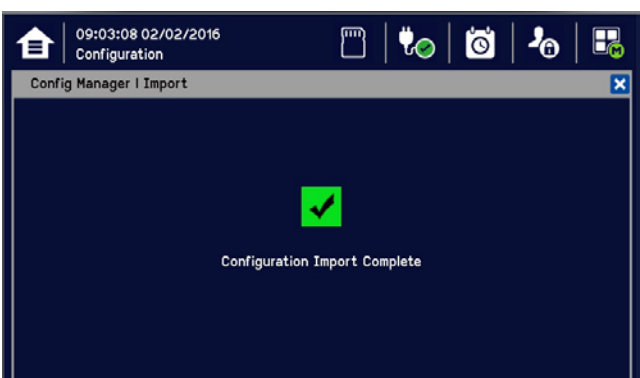 09:03:08 02/02/2016
Configuration
M
Config Manager | Import
Configuration Import Complete